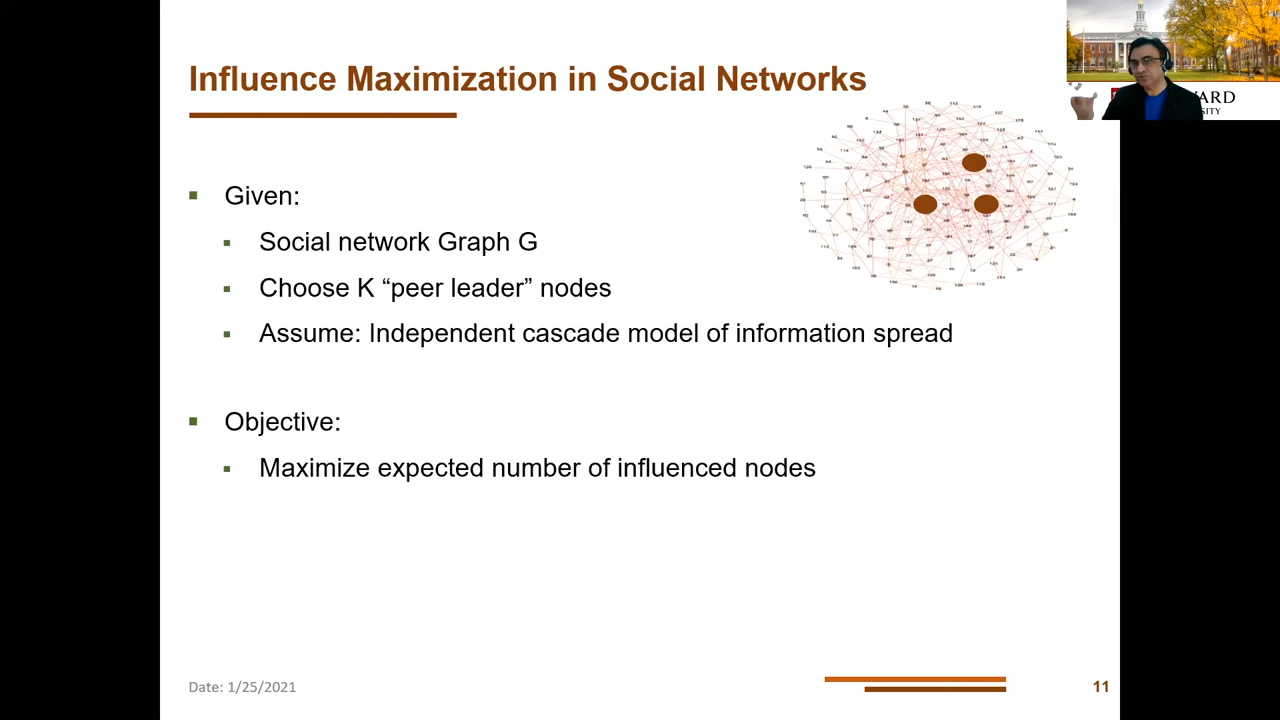 Influence Maximization in Social Networks
Given:
Social network Graph G
Choose K “peer leader” nodes
Assume: Independent cascade model of information spread
Objective:
Maximize expected number of influenced nodes
Date: 1/25/2021
11